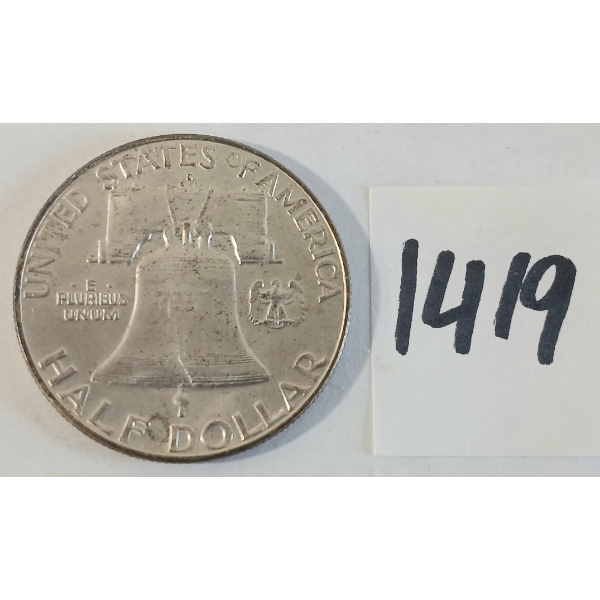 UNITED STATES OF AMERICA
D
E
PLURIBUS
UNUM
HALF DOLLAR
1419